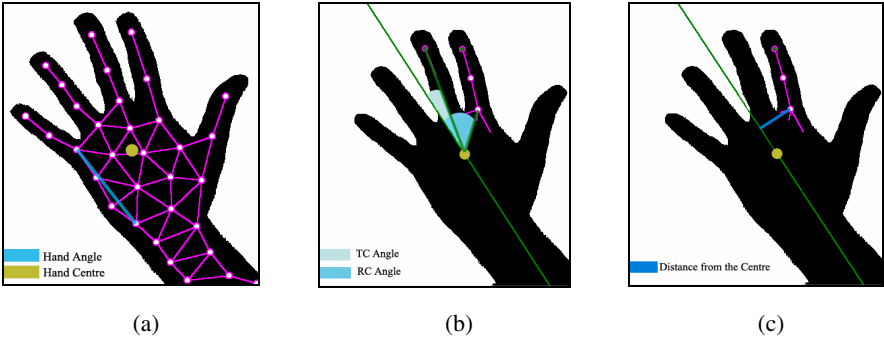 Hand Angle
Hand Centre
TC Angle
RC Angle
Distance from the Centre
(a)
(b)
(c)